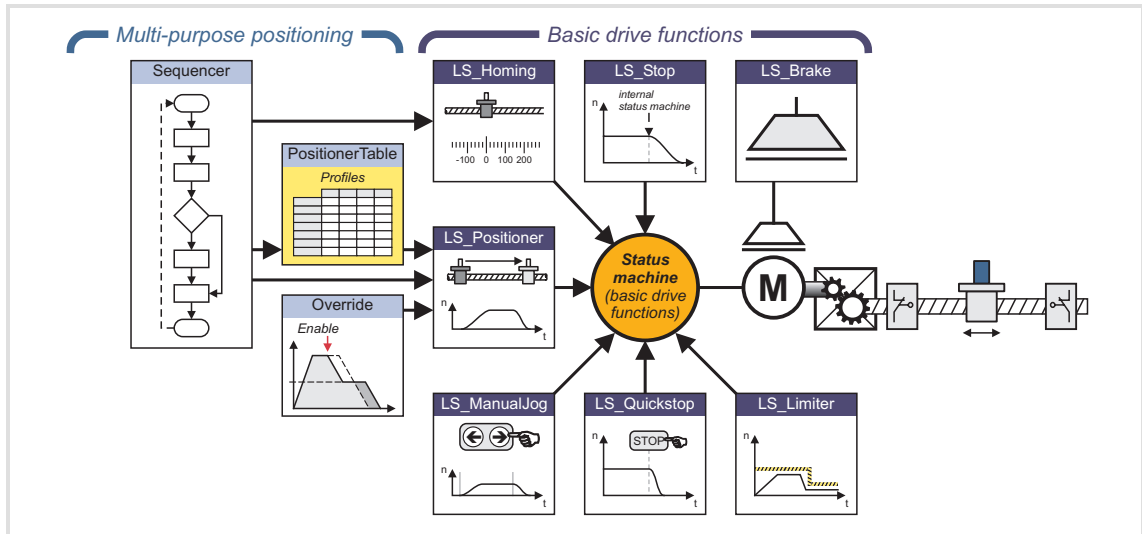 Multi-purpose positioning
Basic drive functions
Sequencer
LS_Homing
-100 0 100 200
LS_Stop
n
internal
status machine
t
LS_Brake
PositionerTable
Profiles
LS_Positioner
Override
Enable
Status
machine
(basic drive
functions)
M
LS_ManualJog
n
t
LS_Quickstop
n
STOP
t
LS_Limiter
n
t